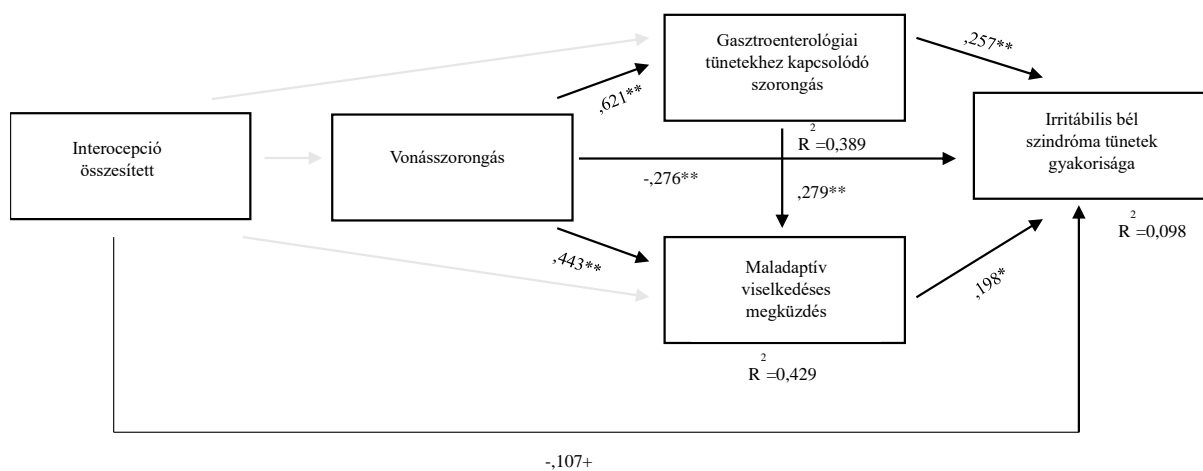 Interocepció
összesített
Vonásszorongás
Gasztroenterológiai
tünetekhez kapcsolódó
szorongás
R²=0,389
Maladaptív
viselkedéses
megküzdés
R²=0,429
Irritábilis bél
szindróma tünetek
gyakorisága
R²=0,098
,621**
,257**
-,276**
,279**
,443**
,198*
-,107+